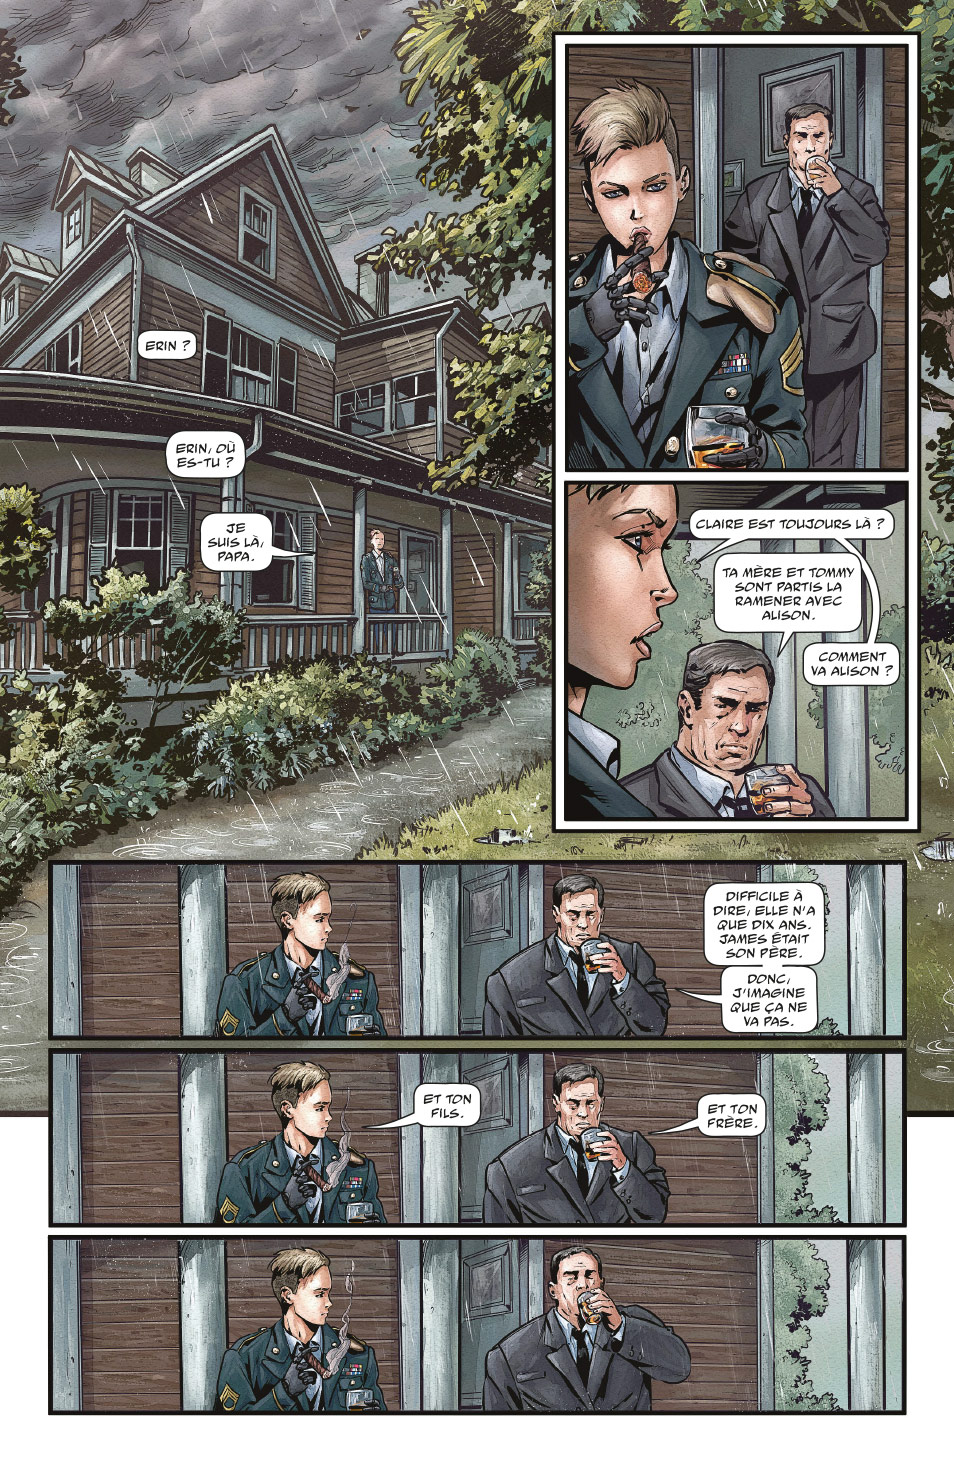 ERIN ?
ERIN, OÙ
ES-TU ?
JE
SUIS LÀ,
PAPA.
CLAIRE EST TOUJOURS LÀ ?
TA MÈRE ET TOMMY
SONT PARTIS LA
RAMENER AVEC
ALISON.
COMMENT
VA ALISON ?
DIFFICILE À
DIRE, ELLE N'A
QUE DIX ANS.
JAMES ÉTAIT
SON PÈRE.
DONC,
J'IMAGINE
QUE ÇA NE
VA PAS.
ET TON
FILS.
ET TON
FRÈRE.